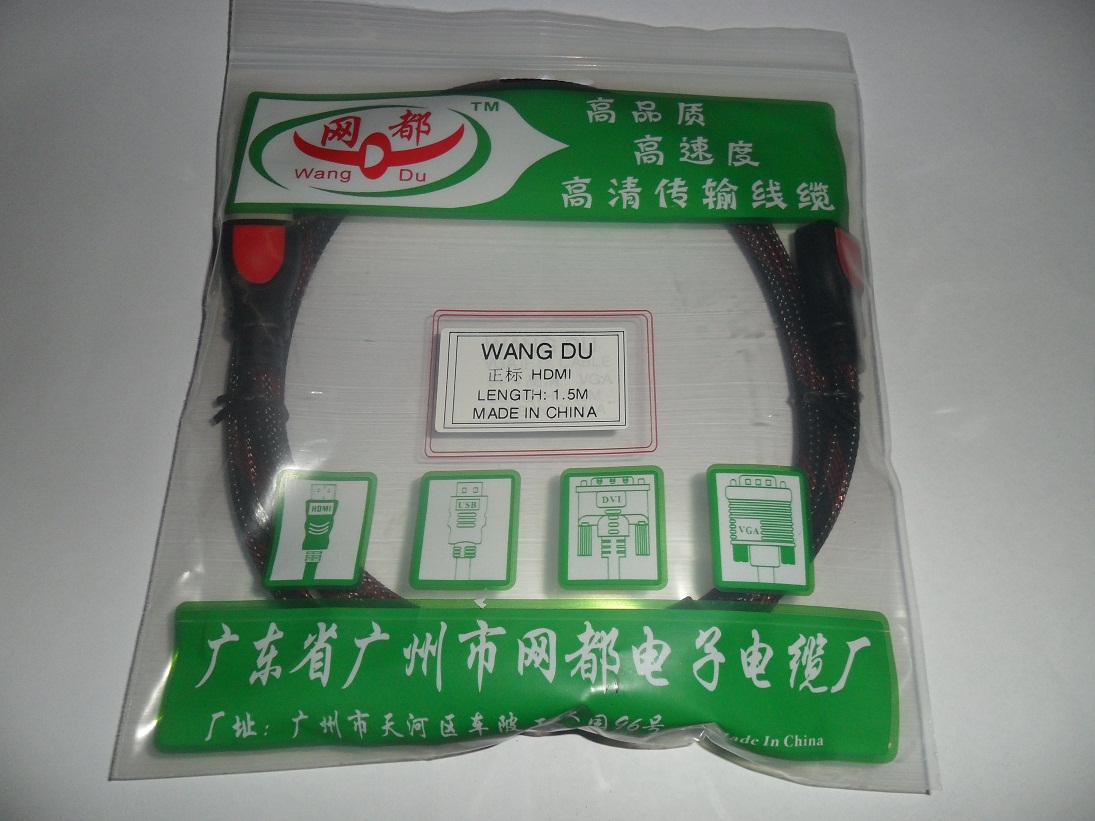 网都 TM
Wang Du
高品质
高速度
高清传输线缆
WANG DU
正标 HDMI
LENGTH: 1.5M
MADE IN CHINA
HDMI
USB
DVI
VGA
广东省广州市网都电子电缆厂
厂址：广州市天河区车陂 96号
Made In China